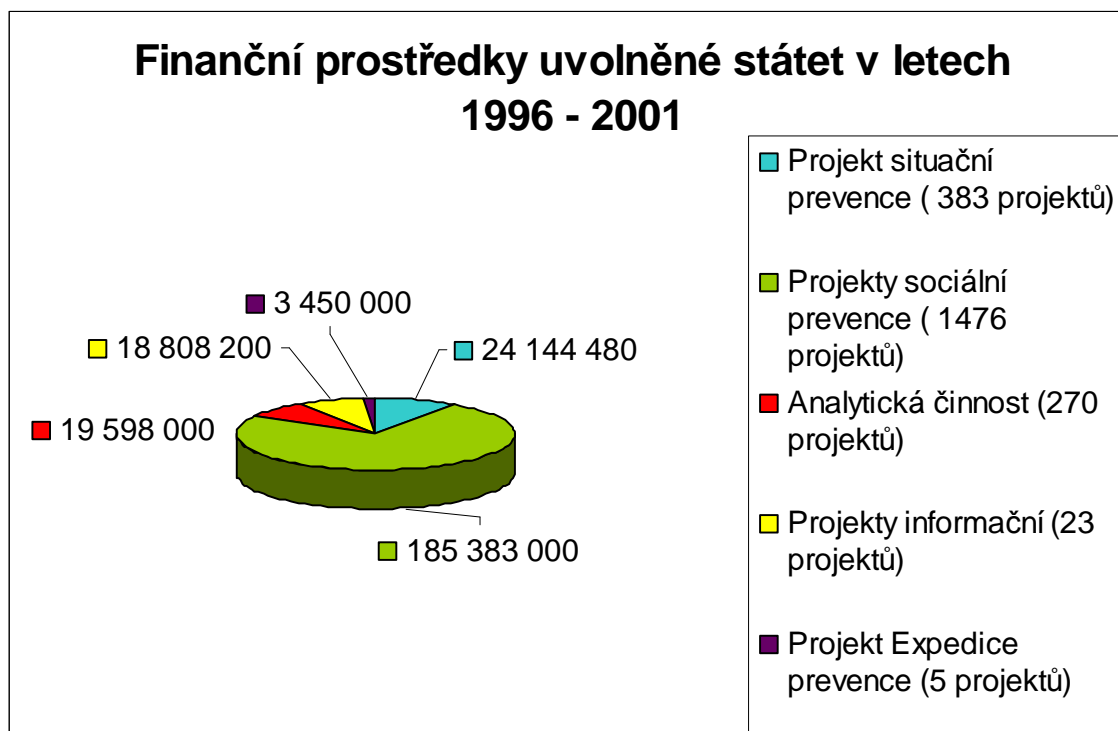 Finanční prostředky uvolněné státet v letech
1996 - 2001
3 450 000
18 808 200
24 144 480
19 598 000
185 383 000
Projekt situační
prevence ( 383 projektů)
Projekty sociální
prevence ( 1476
projektů)
Analytická činnost (270
projektů)
Projekty informační (23
projektů)
Projekt Expedice
prevence (5 projektů)